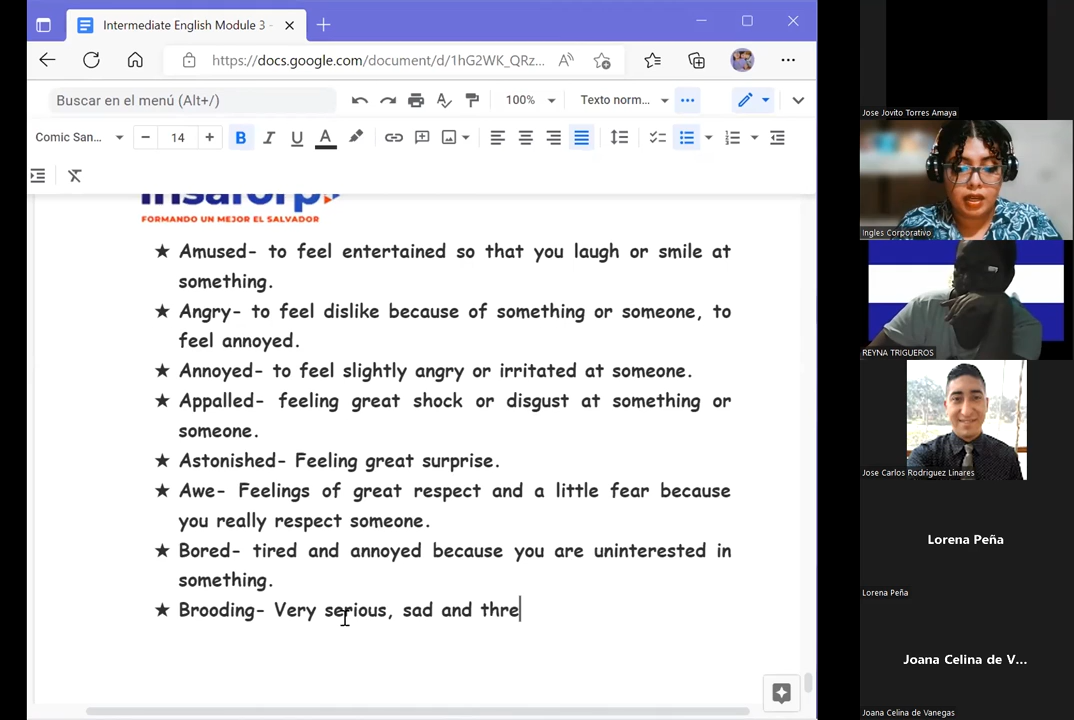 Intermediate English Module 3 -
https://docs.google.com/document/d/1hG2WK_QRz...
Buscar en el menú (Alt+/)
100%
Texto norm...
Comic San...
14
FORMANDO UN MEJOR EL SALVADOR
★ Amused- to feel entertained so that you laugh or smile at
something.
★ Angry- to feel dislike because of something or someone, to
feel annoyed.
★ Annoyed- to feel slightly angry or irritated at someone.
★ Appalled- feeling great shock or disgust at something or
someone.
★ Astonished- Feeling great surprise.
★ Awe- Feelings of great respect and a little fear because
you really respect someone.
★ Bored- tired and annoyed because you are uninterested in
something.
★ Brooding- Very serious, sad and thre
Jose Jovito Torres Amaya
Ingles Corporativo
REYNA TRIGUEROS
Jose Carlos Rodriguez Linares
Lorena Peña
Lorena Peña
Joana Celina de V...
Joana Celina de Vanegas